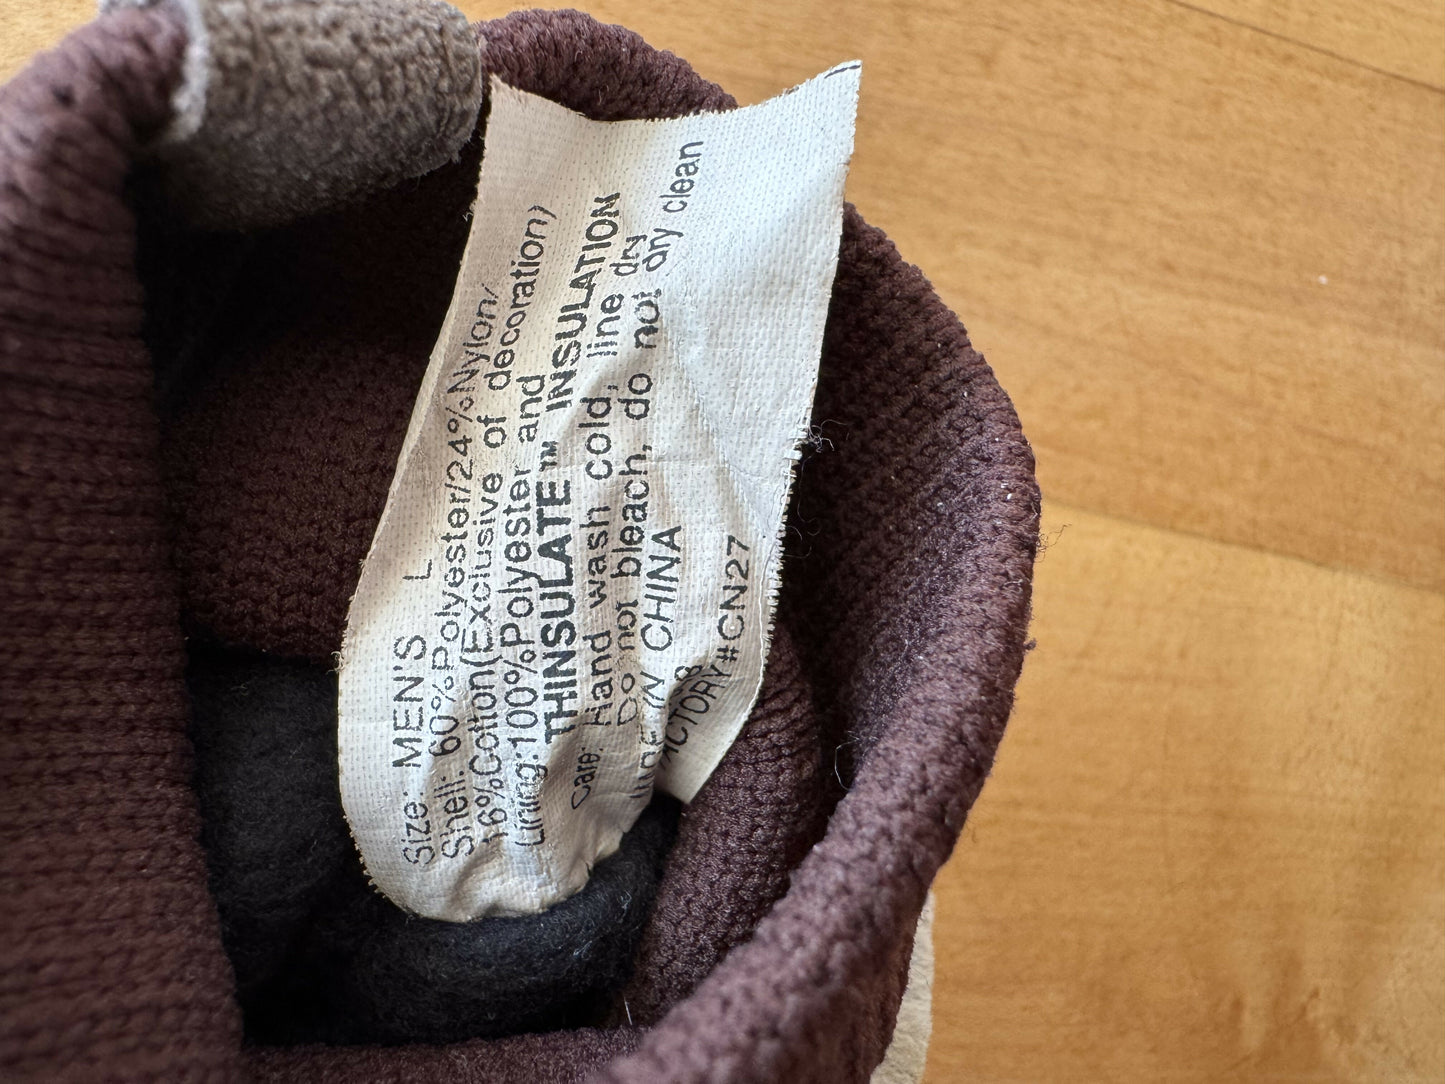 Size: MEN'S L
Shell: 60%Polyester/24%Nylon/
16%Cotton(Exclusive of decoration)
Lining:100%Polyester and
THINSULATE™ INSULATION
Care: Hand wash cold, line dry
Do not bleach, do not dry clean
MADE IN CHINA
FACTORY#CN27